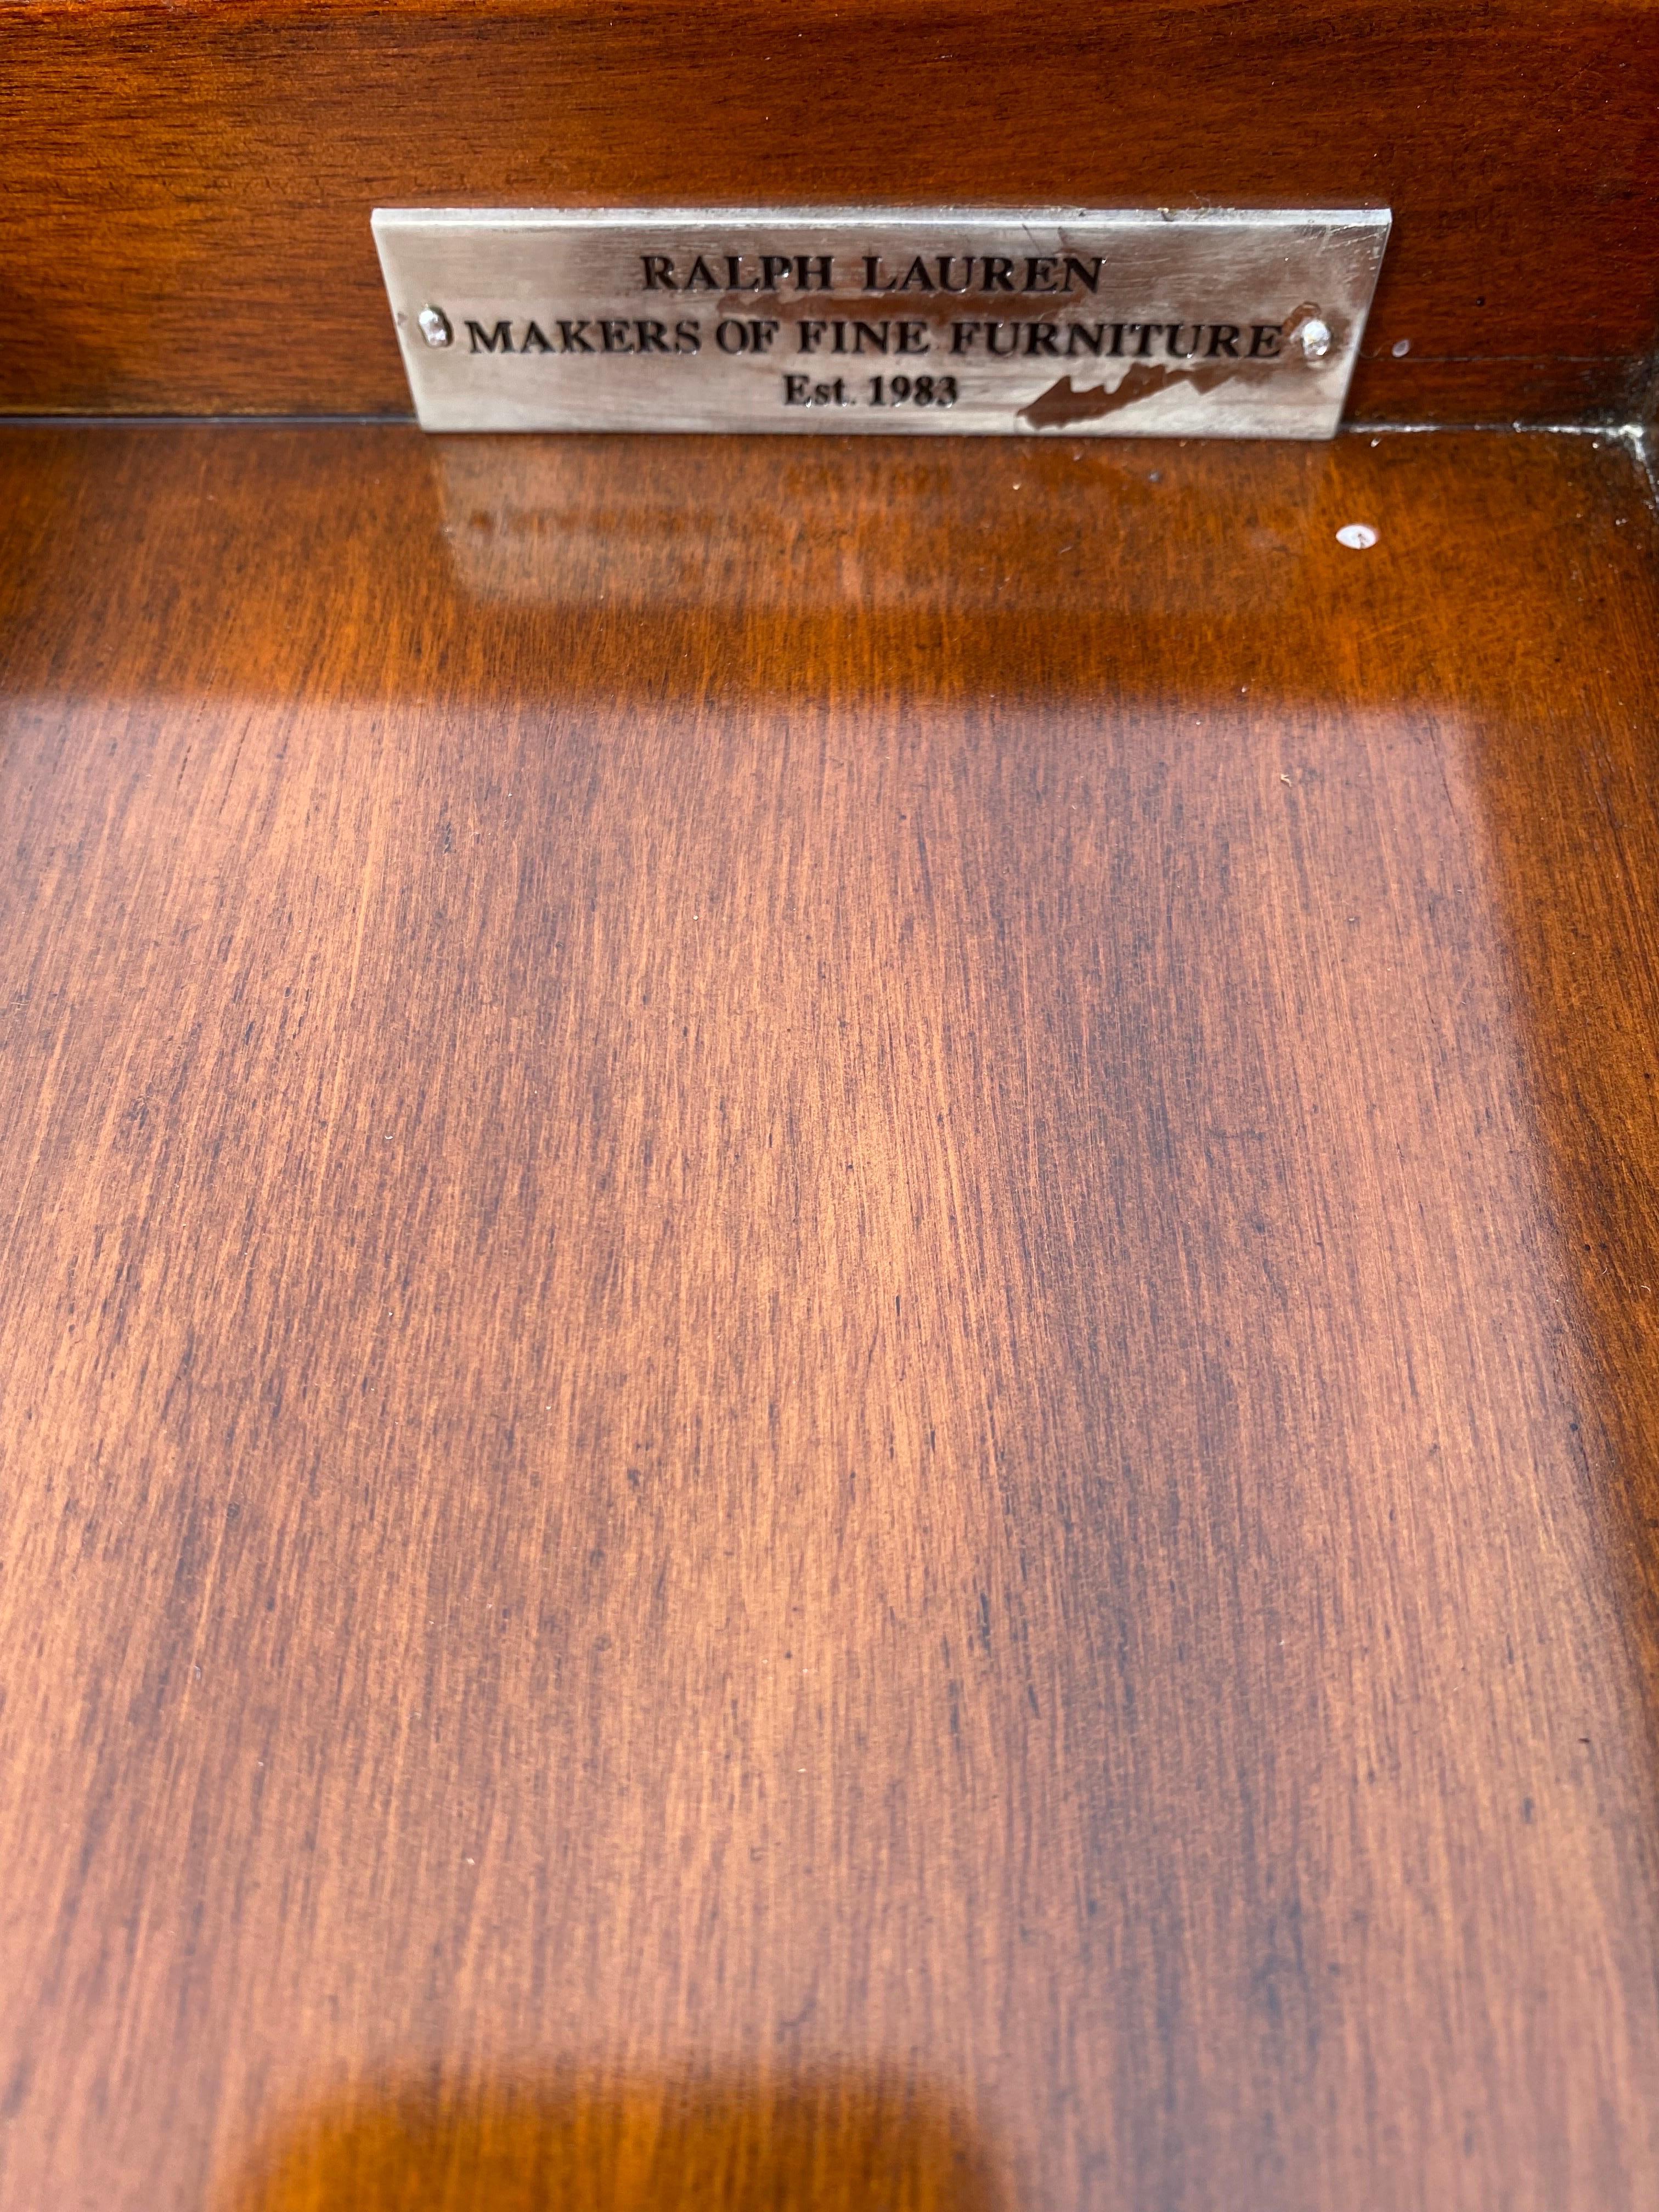 RALPH LAUREN
MAKERS OF FINE FURNITURE
Est. 1983